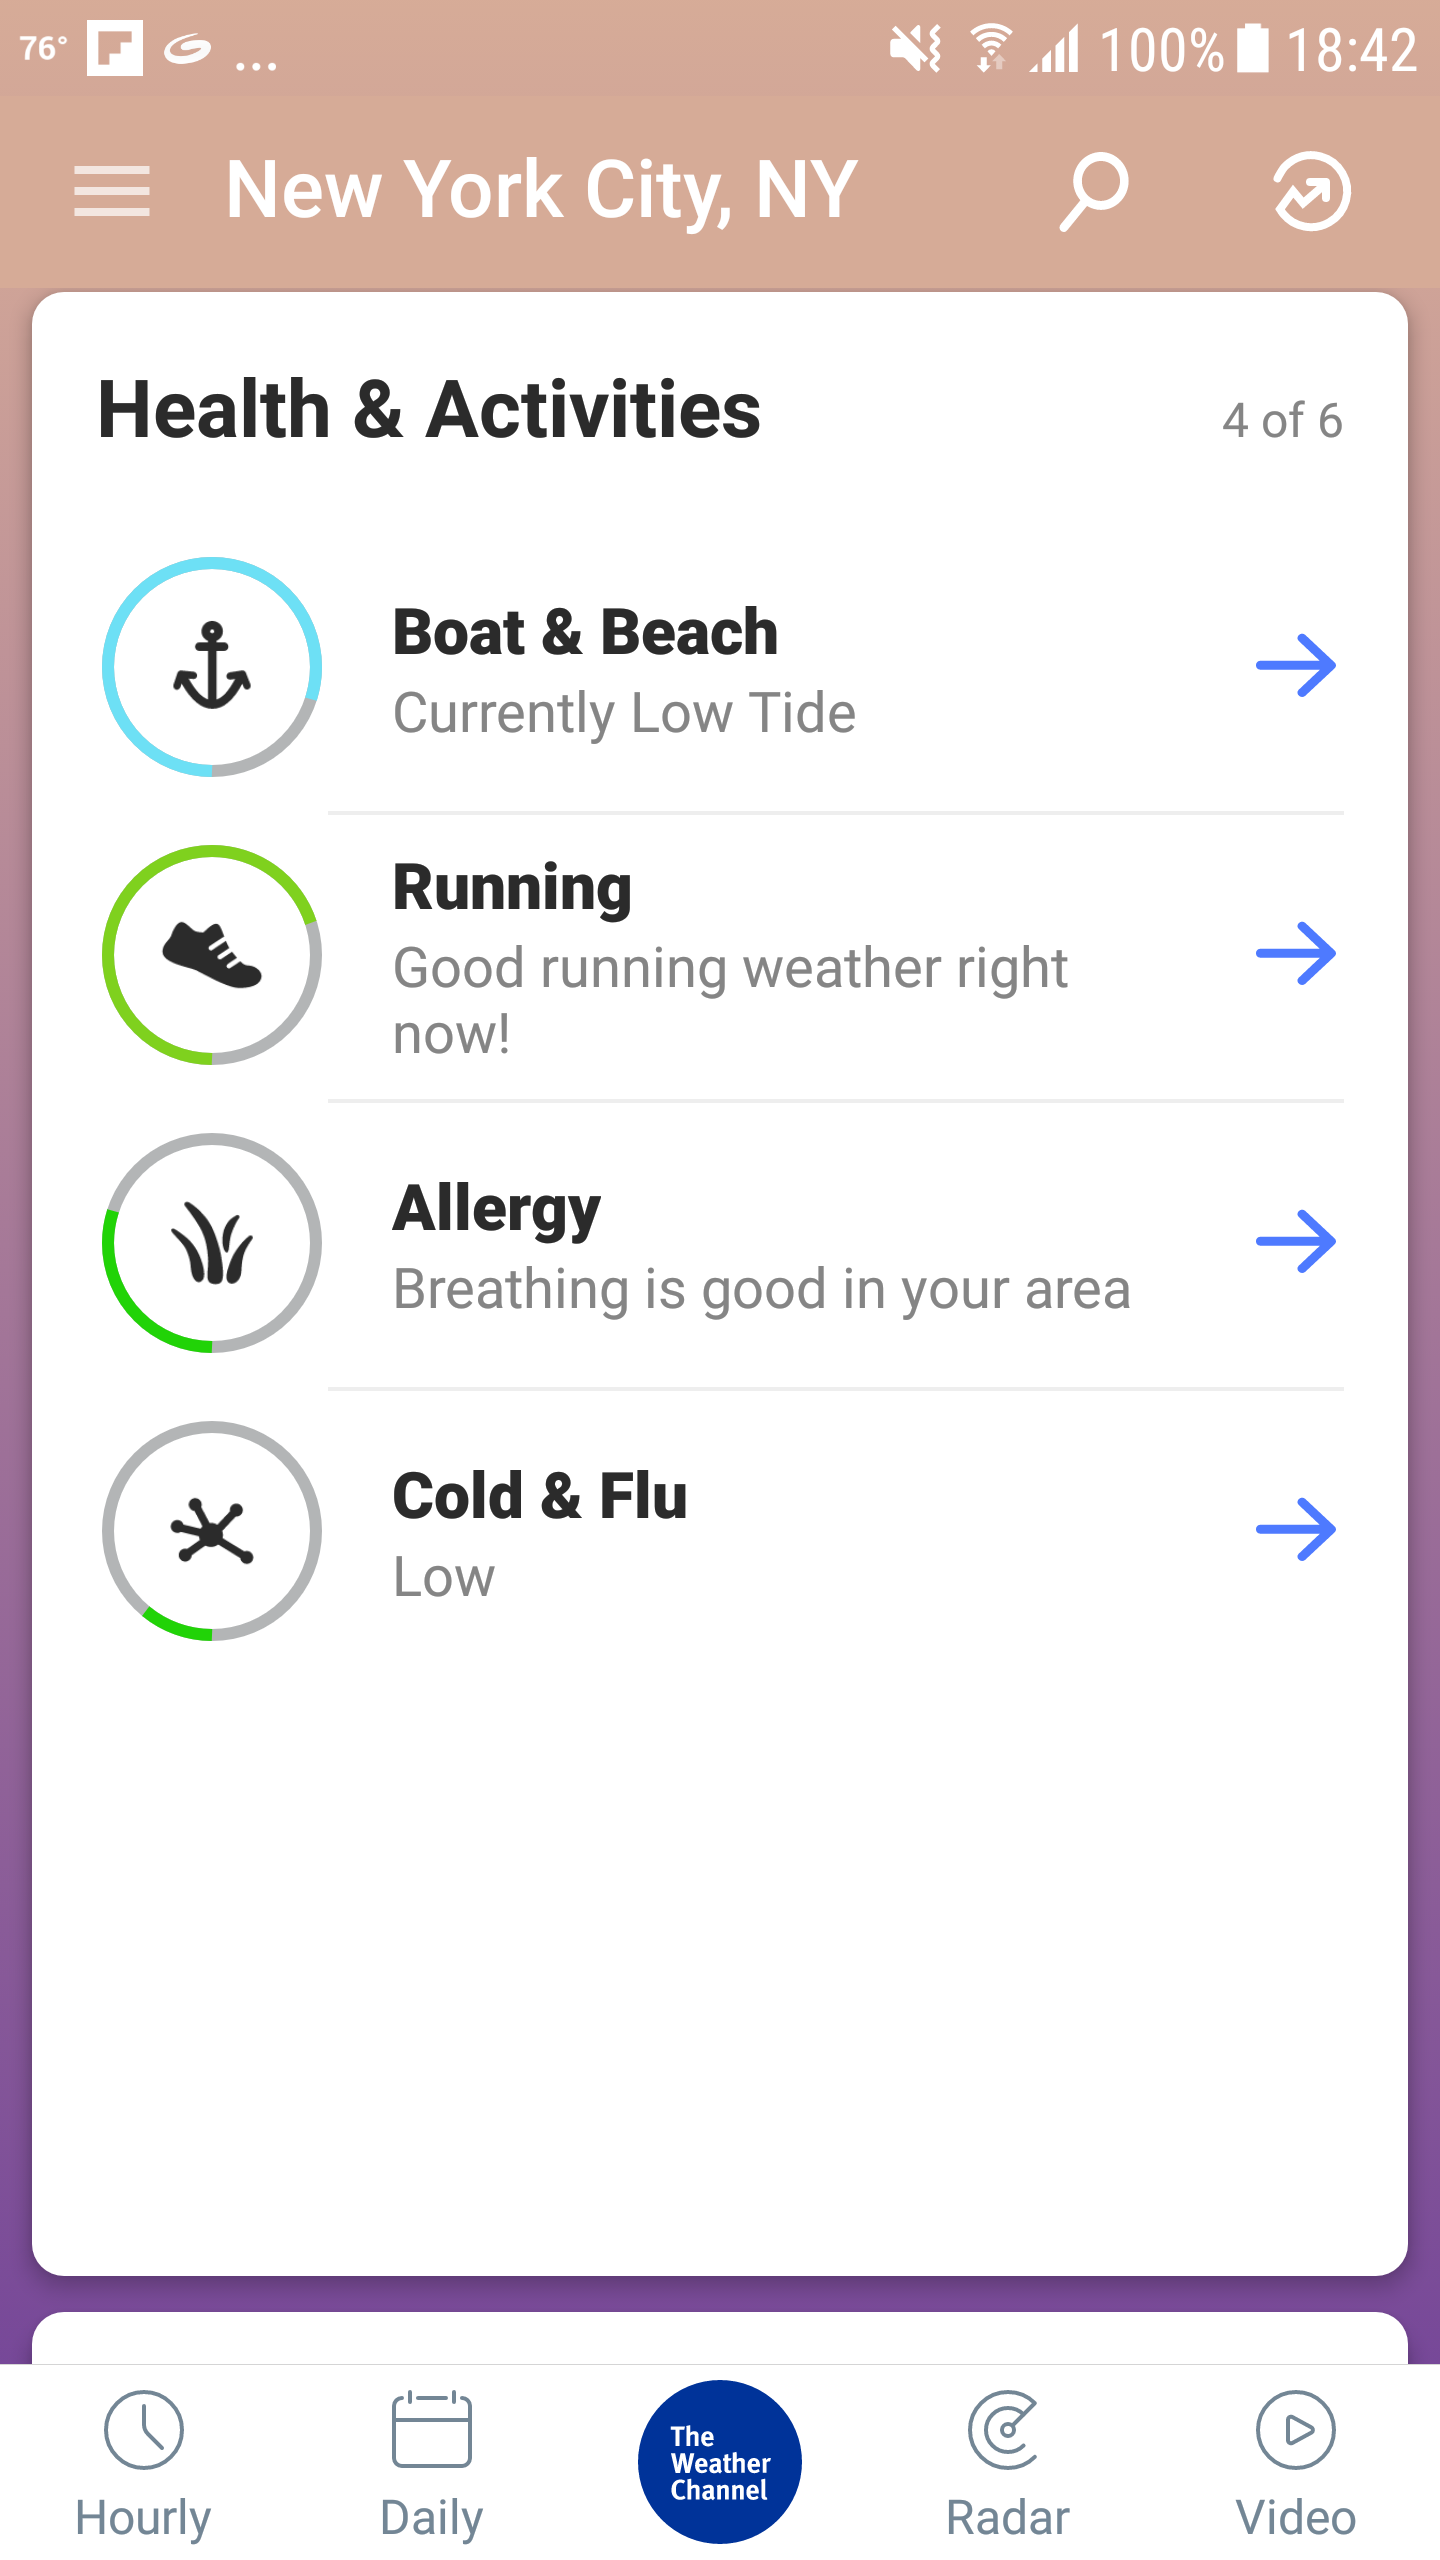 76° ... 100% 18:42
New York City, NY
Health & Activities
4 of 6
Boat & Beach
Currently Low Tide
Running
Good running weather right
now!
Allergy
Breathing is good in your area
Cold & Flu
Low
The
Weather
Channel
Hourly
Daily
Radar
Video